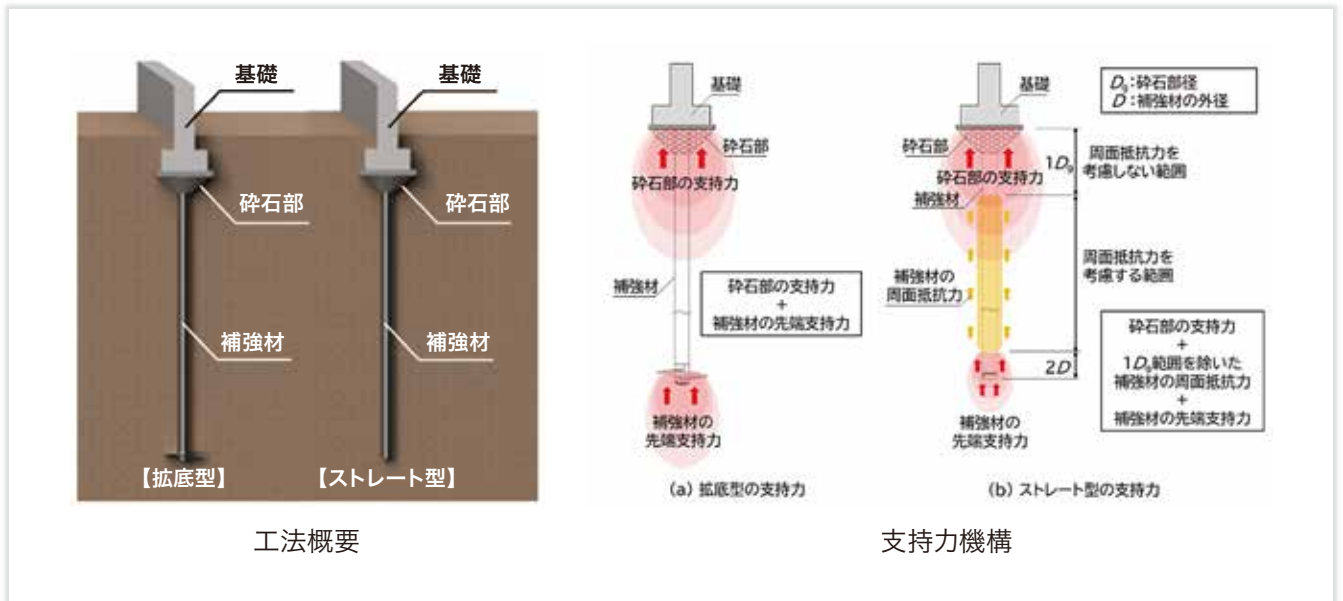 基礎
基礎
砕石部
砕石部
補強材
補強材
【拡底型】
【ストレート型】
工法概要
基礎
砕石部
砕石部の支持力
補強材
砕石部の支持力
+
補強材の先端支持力
補強材の
先端支持力
(a) 拡底型の支持力
D₉:砕石部径
D:補強材の外径
基礎
砕石部
砕石部の支持力
補強材
1D₉
周面抵抗力を
考慮しない範囲
補強材の
周面抵抗力
周面抵抗力を
考慮する範囲
2D
補強材の
先端支持力
砕石部の支持力
+
1D₉範囲を除いた
補強材の周面抵抗力
+
補強材の先端支持力
(b) ストレート型の支持力
支持力機構